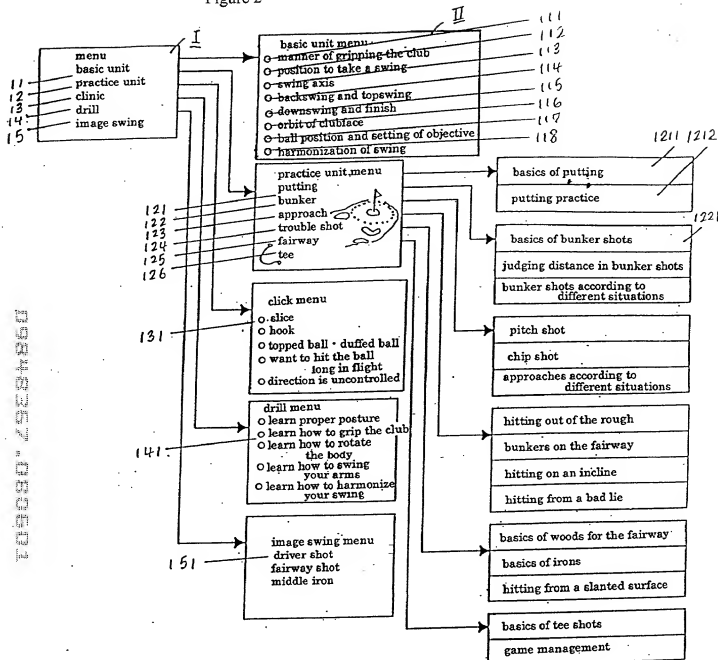 Figure 2
I
menu
basic unit
practice unit
clinic
drill
image swing
11
12
13
14
15
II
basic unit menu
manner of gripping the club
position to take a swing
swing axis
backswing and topswing
downswing and finish
orbit of clubface
ball position and setting of objective
harmonization of swing
111
112
113
114
115
116
117
118
practice unit menu
putting
bunker
approach
trouble shot
fairway
tee
121
122
123
124
125
126
1211 1212
basics of putting
putting practice
1221
basics of bunker shots
judging distance in bunker shots
bunker shots according to
different situations
click menu
slice
hook
topped ball · duffed ball
want to hit the ball
long in flight
direction is uncontrolled
131
pitch shot
chip shot
approaches according to
different situations
drill menu
learn proper posture
learn how to grip the club
learn how to rotate
the body
learn how to swing
your arms
learn how to harmonize
your swing
141
hitting out of the rough
bunkers on the fairway
hitting on an incline
hitting from a bad lie
image swing menu
driver shot
fairway shot
middle iron
151
basics of woods for the fairway
basics of irons
hitting from a slanted surface
basics of tee shots
game management